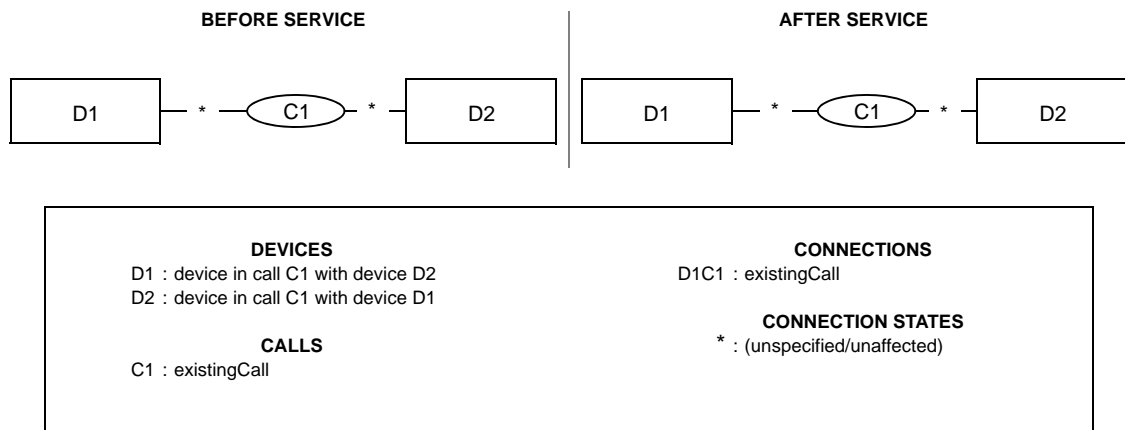 BEFORE SERVICE
AFTER SERVICE
D1 * C1 * D2
D1 * C1 * D2
DEVICES
D1 : device in call C1 with device D2
D2 : device in call C1 with device D1
CALLS
C1 : existingCall
CONNECTIONS
D1C1 : existingCall
CONNECTION STATES
* : (unspecified/unaffected)